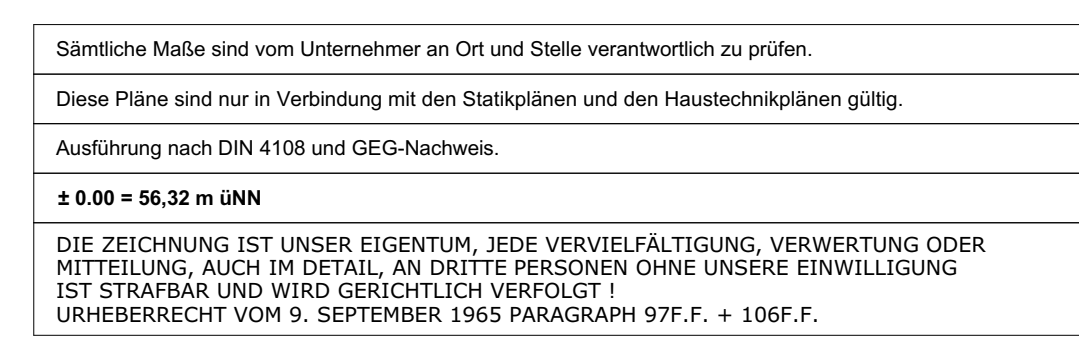 Sämtliche Maße sind vom Unternehmer an Ort und Stelle verantwortlich zu prüfen.
Diese Pläne sind nur in Verbindung mit den Statikplänen und den Haustechnikplänen gültig.
Ausführung nach DIN 4108 und GEG-Nachweis.
± 0.00 = 56,32 m üNN
DIE ZEICHNUNG IST UNSER EIGENTUM, JEDE VERVIELFÄLTIGUNG, VERWERTUNG ODER
MITTEILUNG, AUCH IM DETAIL, AN DRITTE PERSONEN OHNE UNSERE EINWILLIGUNG
IST STRAFBAR UND WIRD GERICHTLICH VERFOLGT !
URHEBERRECHT VOM 9. SEPTEMBER 1965 PARAGRAPH 97F.F. + 106F.F.